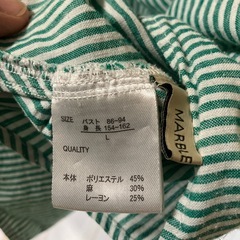 SIZE バスト 86-94
身長 154-162
L
QUALITY
本体 ポリエステル 45%
麻 30%
レーヨン 25%
MARBLE